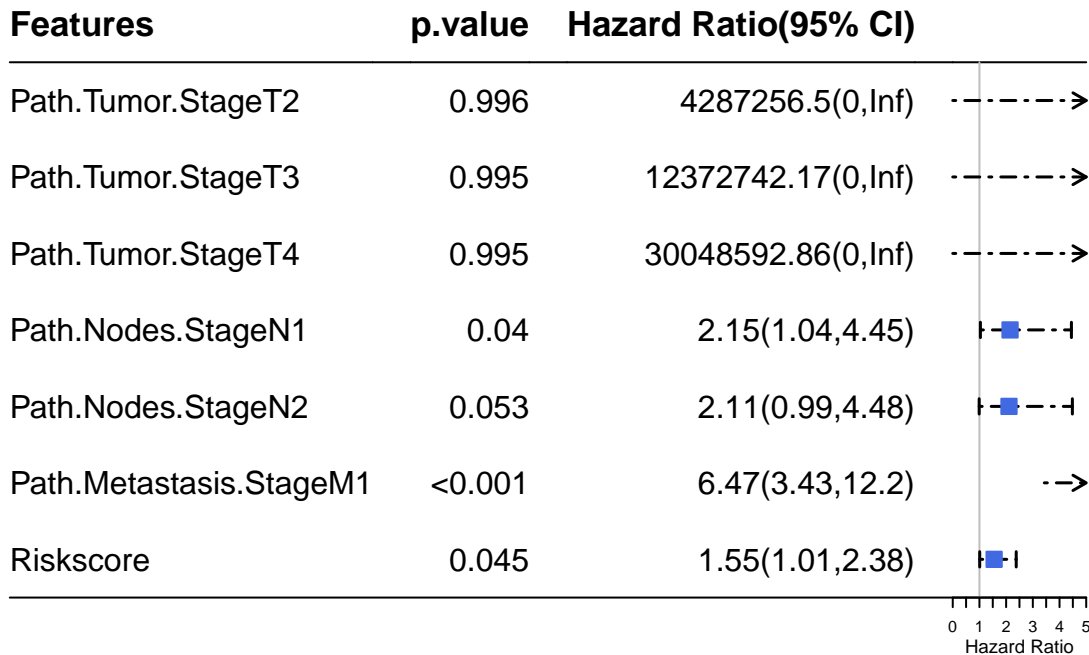 Features p.value Hazard Ratio(95% CI)
Path.Tumor.StageT2 0.996 4287256.5(0,Inf)
Path.Tumor.StageT3 0.995 12372742.17(0,Inf)
Path.Tumor.StageT4 0.995 30048592.86(0,Inf)
Path.Nodes.StageN1 0.04 2.15(1.04,4.45)
Path.Nodes.StageN2 0.053 2.11(0.99,4.48)
Path.Metastasis.StageM1 <0.001 6.47(3.43,12.2)
Riskscore 0.045 1.55(1.01,2.38)
0 1 2 3 4 5
Hazard Ratio